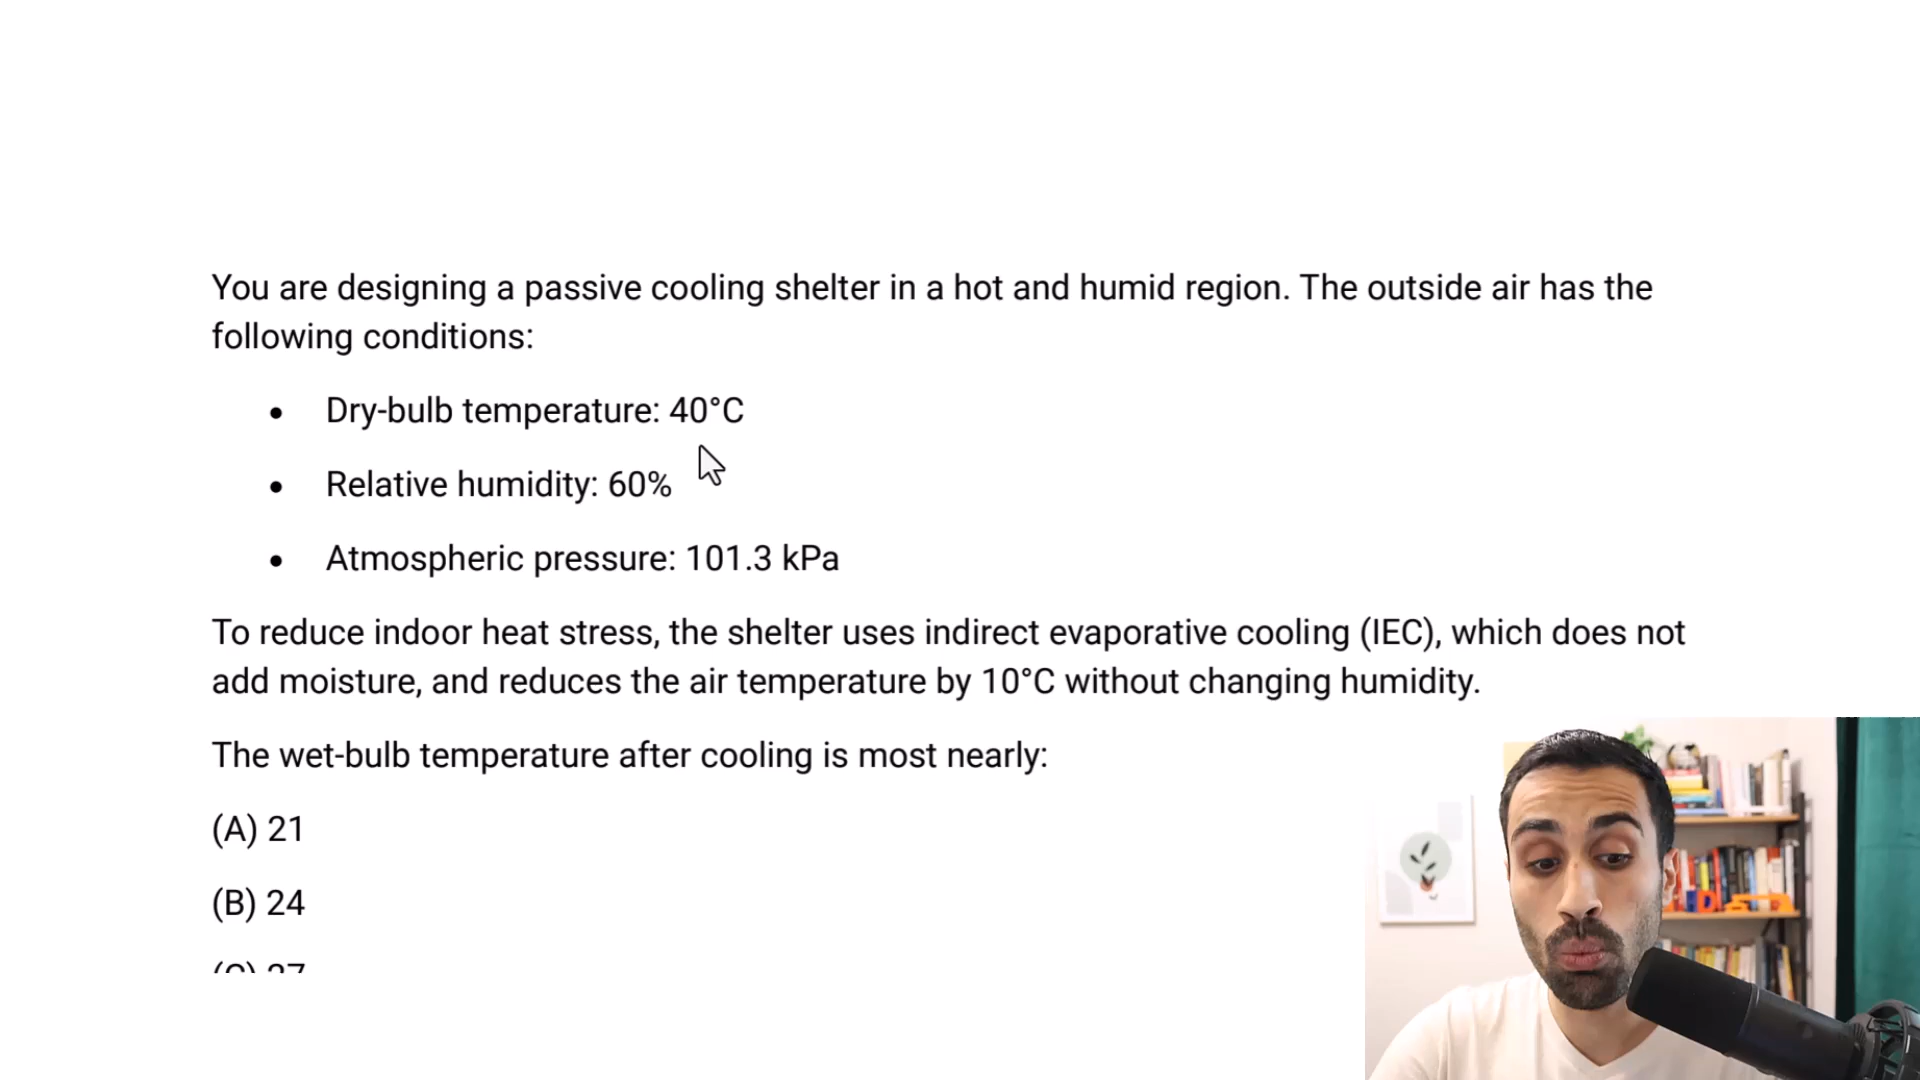 You are designing a passive cooling shelter in a hot and humid region. The outside air has the
following conditions:
• Dry-bulb temperature: 40°C
• Relative humidity: 60%
• Atmospheric pressure: 101.3 kPa
To reduce indoor heat stress, the shelter uses indirect evaporative cooling (IEC), which does not
add moisture, and reduces the air temperature by 10°C without changing humidity.
The wet-bulb temperature after cooling is most nearly:
(A) 21
(B) 24
(C) 27